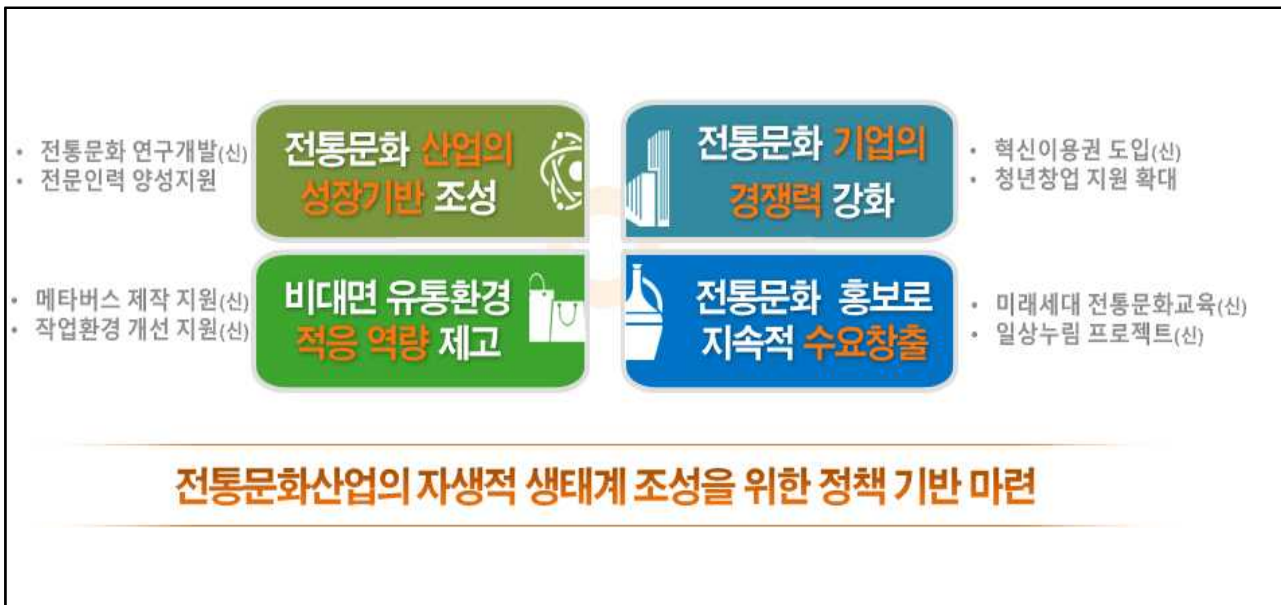 • 전통문화 연구개발(신)
• 전문인력 양성지원
전통문화 산업의
성장기반 조성
전통문화 기업의
경쟁력 강화
• 혁신이용권 도입(신)
• 청년창업 지원 확대
• 메타버스 제작 지원(신)
• 작업환경 개선 지원(신)
비대면 유통환경
적응 역량 제고
전통문화 홍보로
지속적 수요창출
• 미래세대 전통문화교육(신)
• 일상누림 프로젝트(신)
전통문화산업의 자생적 생태계 조성을 위한 정책 기반 마련